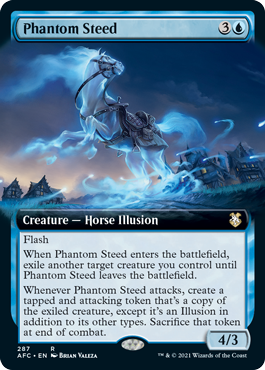 Phantom Steed 3
Creature — Horse Illusion
Flash
When Phantom Steed enters the battlefield,
exile another target creature you control until
Phantom Steed leaves the battlefield.
Whenever Phantom Steed attacks, create a
tapped and attacking token that's a copy of
the exiled creature, except it's an Illusion in
addition to its other types. Sacrifice that token
at end of combat.
4/3
287 R
AFC • EN Brian Valeza ™ & © 2021 Wizards of the Coast